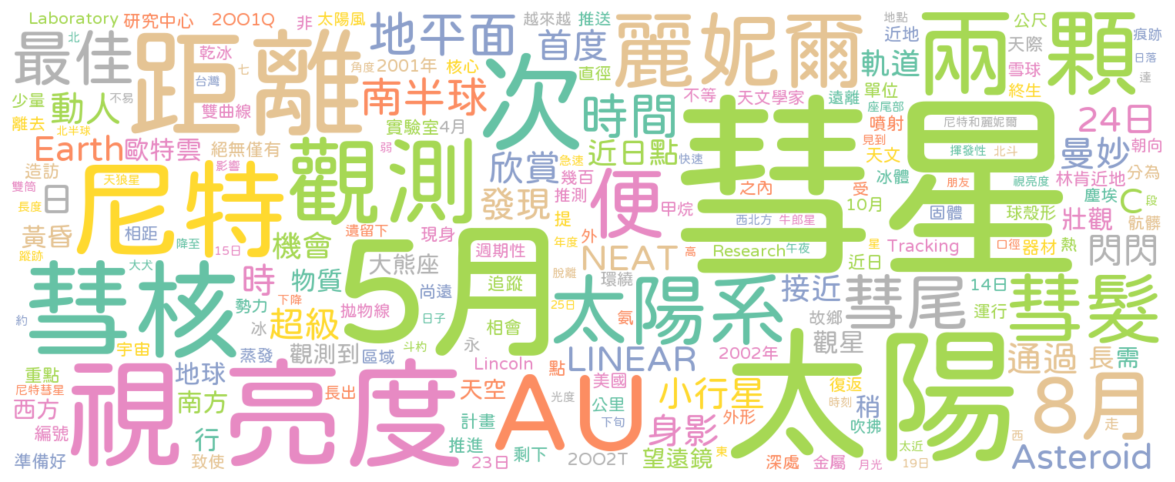 Laboratory 研究中心 2001Q 非 太陽風 越來越 推送 地點 公尺 痕跡
最佳 北 距離 乾冰 2001年 核心 地平面 首度 麗妮爾 近地 兩顆 天際 日落
台灣 七 角度 直徑 軌道 雪球 連
少量 動人 不易 雙曲線 南半球 次 時間 不等 天文學家 遠離 單位 終生
離去 北半球 實驗室 4月 座尾部 噴射 尼特和麗妮爾 24日
Earth 歐特雲 絕無僅有 觀測 弱 急速 欣賞 近日點 快速 彗星 見到 天文 揮發性 北斗 曼妙 朝向
造訪 天狼星 影響 幾百 之內 受 冰體 朋友 視亮度 分為 林肯近地
雙筒 日 尼特 發現 推測 便 甲烷 10月 固體 球殼形 塵埃 C 段
長度 黃昏 相距 遺留下 提 西北方 牛郎星 壯觀 骯髒
蹤跡 降至 15日 機會 現身 週期性 年度 外 NEAT 高 Research 午夜 星 Tracking 口徑 器材 熱 閃閃
彗核 大犬 時 物質 大熊座 5月 追蹤 脫離 環繞 太陽系 接近 近日 14日 彗尾 彗髮
勢力 下降 拋物線 尚遠 25日 氨 故鄉 運行
約 宇宙 冰 超級 日子 相會 永 太陽 觀星
蒸發 觀測到 區域 斗約 Lincoln 點 LINEAR 2002年 通過 長 需
重點 地球 視亮度 長出 天空 AU 美國 小行星 復返 8月
尼特彗星 西方 南方 光度 公里 外形 稍 時刻 走
編號 行 計畫 下旬 身影 吹拂 東 太近 西
準備好 致使 推進 23日 剩下 2002T 望遠鏡 深處 金屬 月光 19日 Asteroid